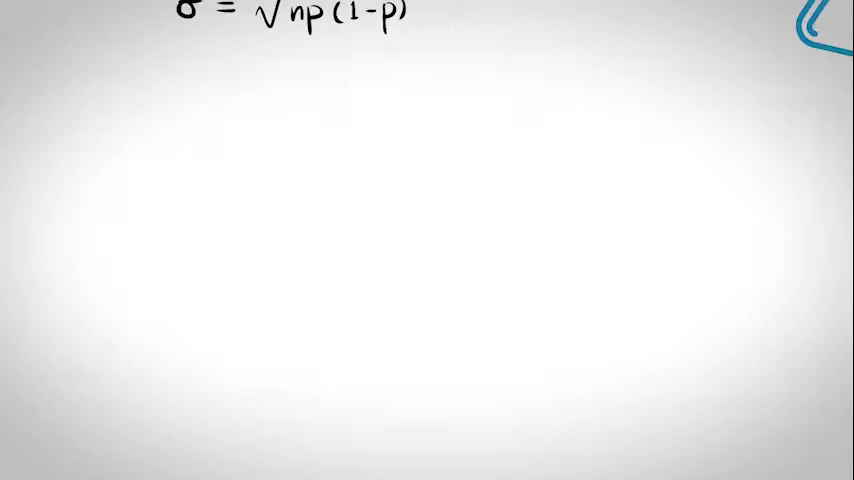 σ = √np(1-p)